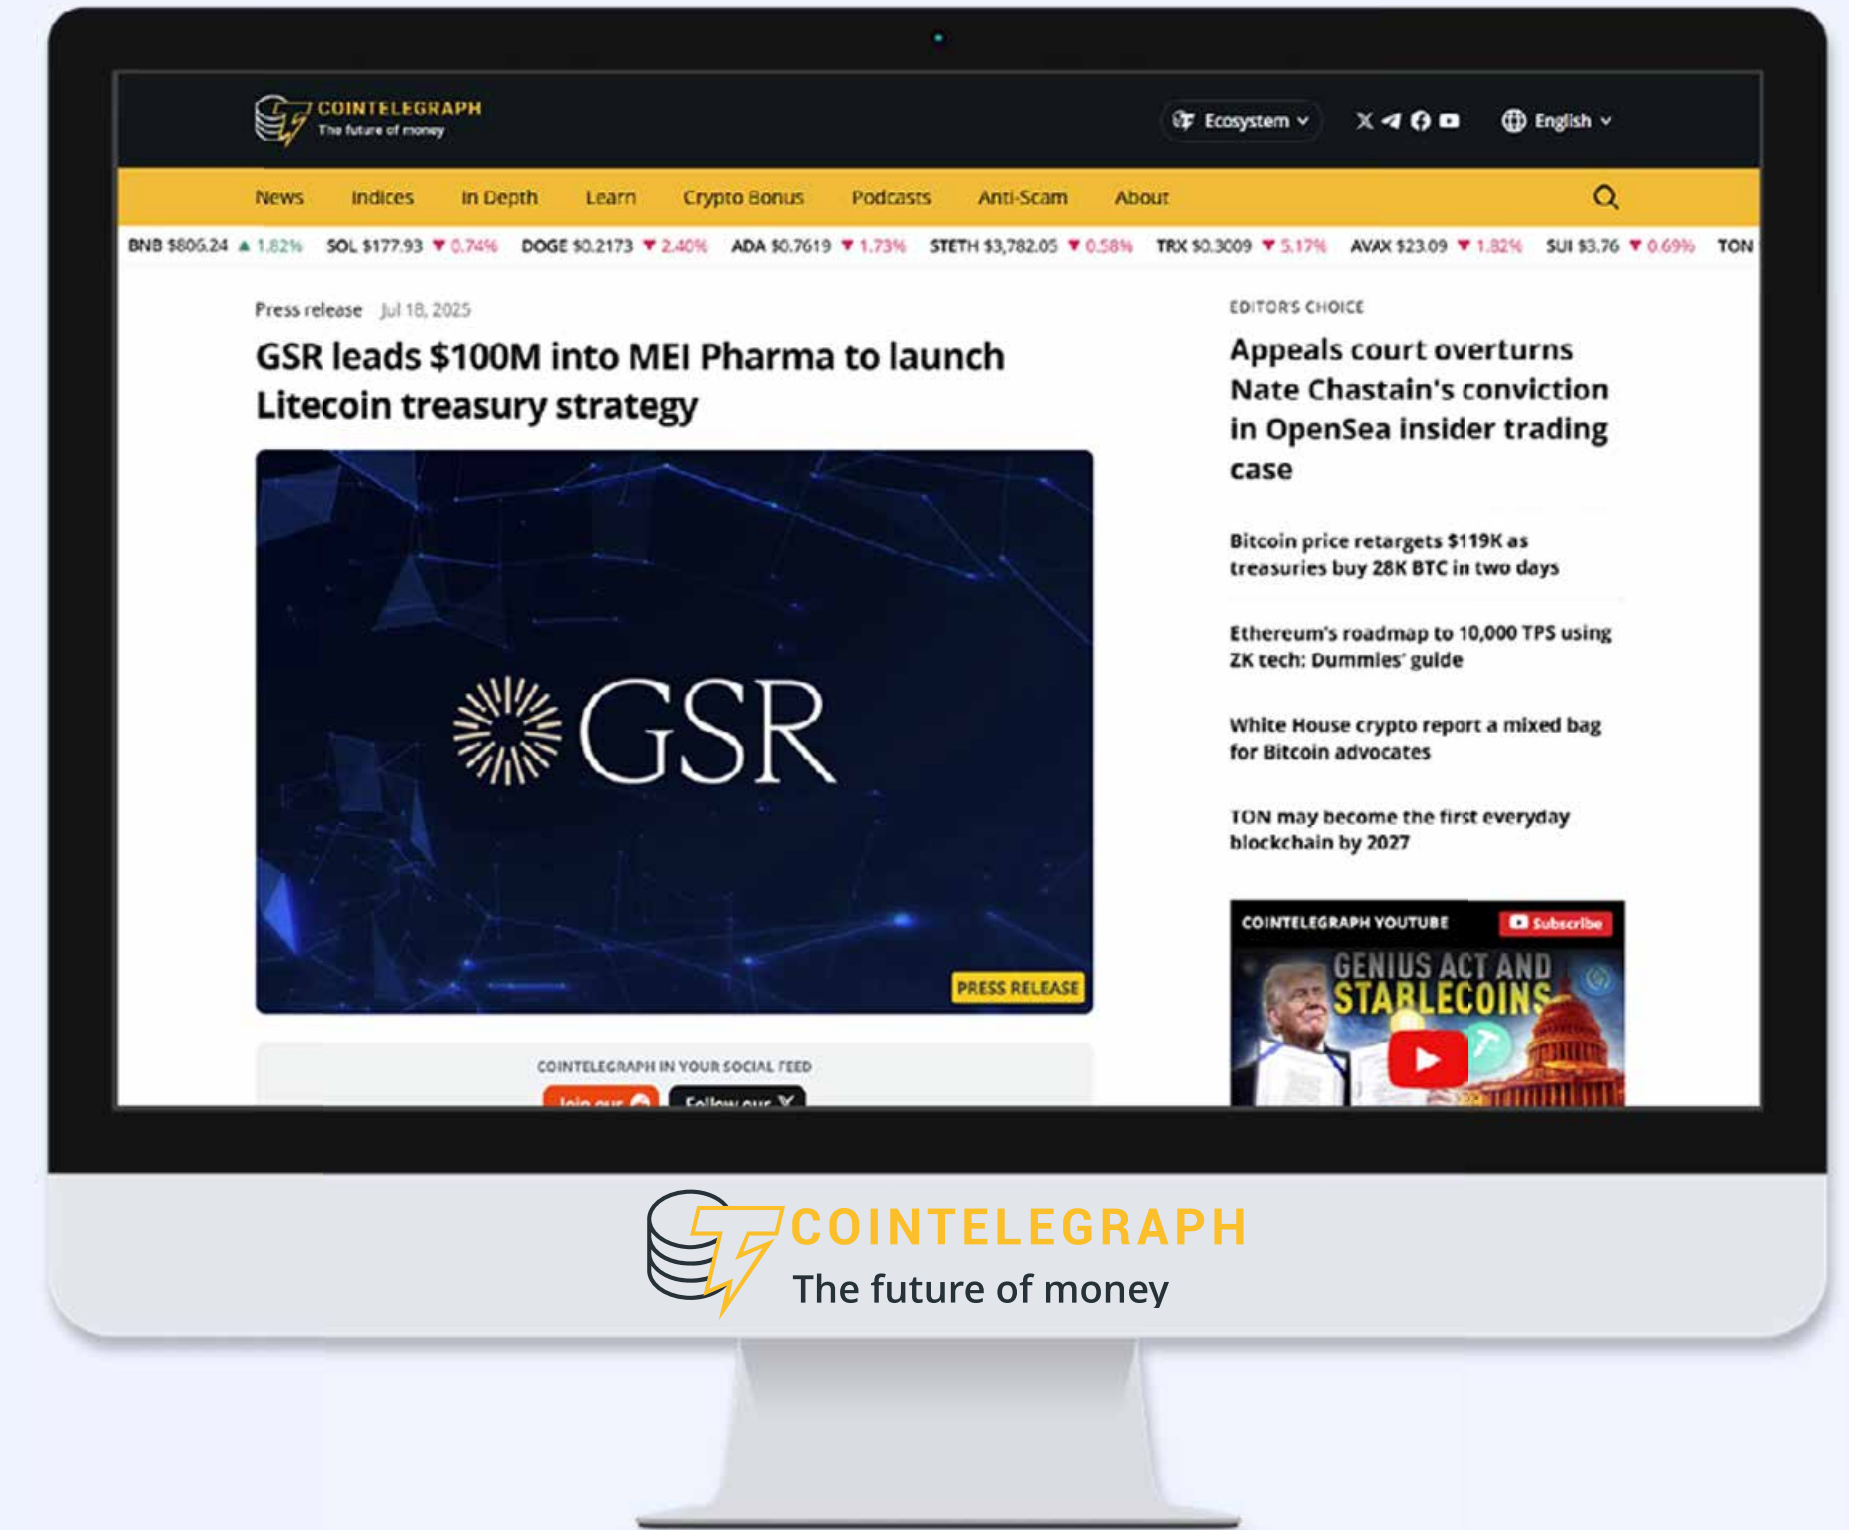 COINTELEGRAPH
The future of money
Ecosystem
English
News Indices In Depth Learn Crypto Bonus Podcasts Anti-Scam About
BNB $806.24 ▲ 1.82% SOL $177.93 ▼ 0.74% DOGE $0.2173 ▼ 2.40% ADA $0.7619 ▼ 1.73% STETH $3,782.05 ▼ 0.58% TRX $0.3009 ▼ 5.17% AVAX $23.09 ▼ 1.82% SUI $3.76 ▼ 0.69% TON
Press release Jul 18, 2025
GSR leads $100M into MEI Pharma to launch
Litecoin treasury strategy
GSR
PRESS RELEASE
COINTELEGRAPH IN YOUR SOCIAL FEED
Join our
Follow our X
EDITOR'S CHOICE
Appeals court overturns
Nate Chastain's conviction
in OpenSea insider trading
case
Bitcoin price retargets $119K as
treasuries buy 28K BTC in two days
Ethereum's roadmap to 10,000 TPS using
ZK tech: Dummies' guide
White House crypto report a mixed bag
for Bitcoin advocates
TON may become the first everyday
blockchain by 2027
COINTELEGRAPH YOUTUBE
Subscribe
GENIUS ACT AND
STABLECOINS
COINTELEGRAPH
The future of money